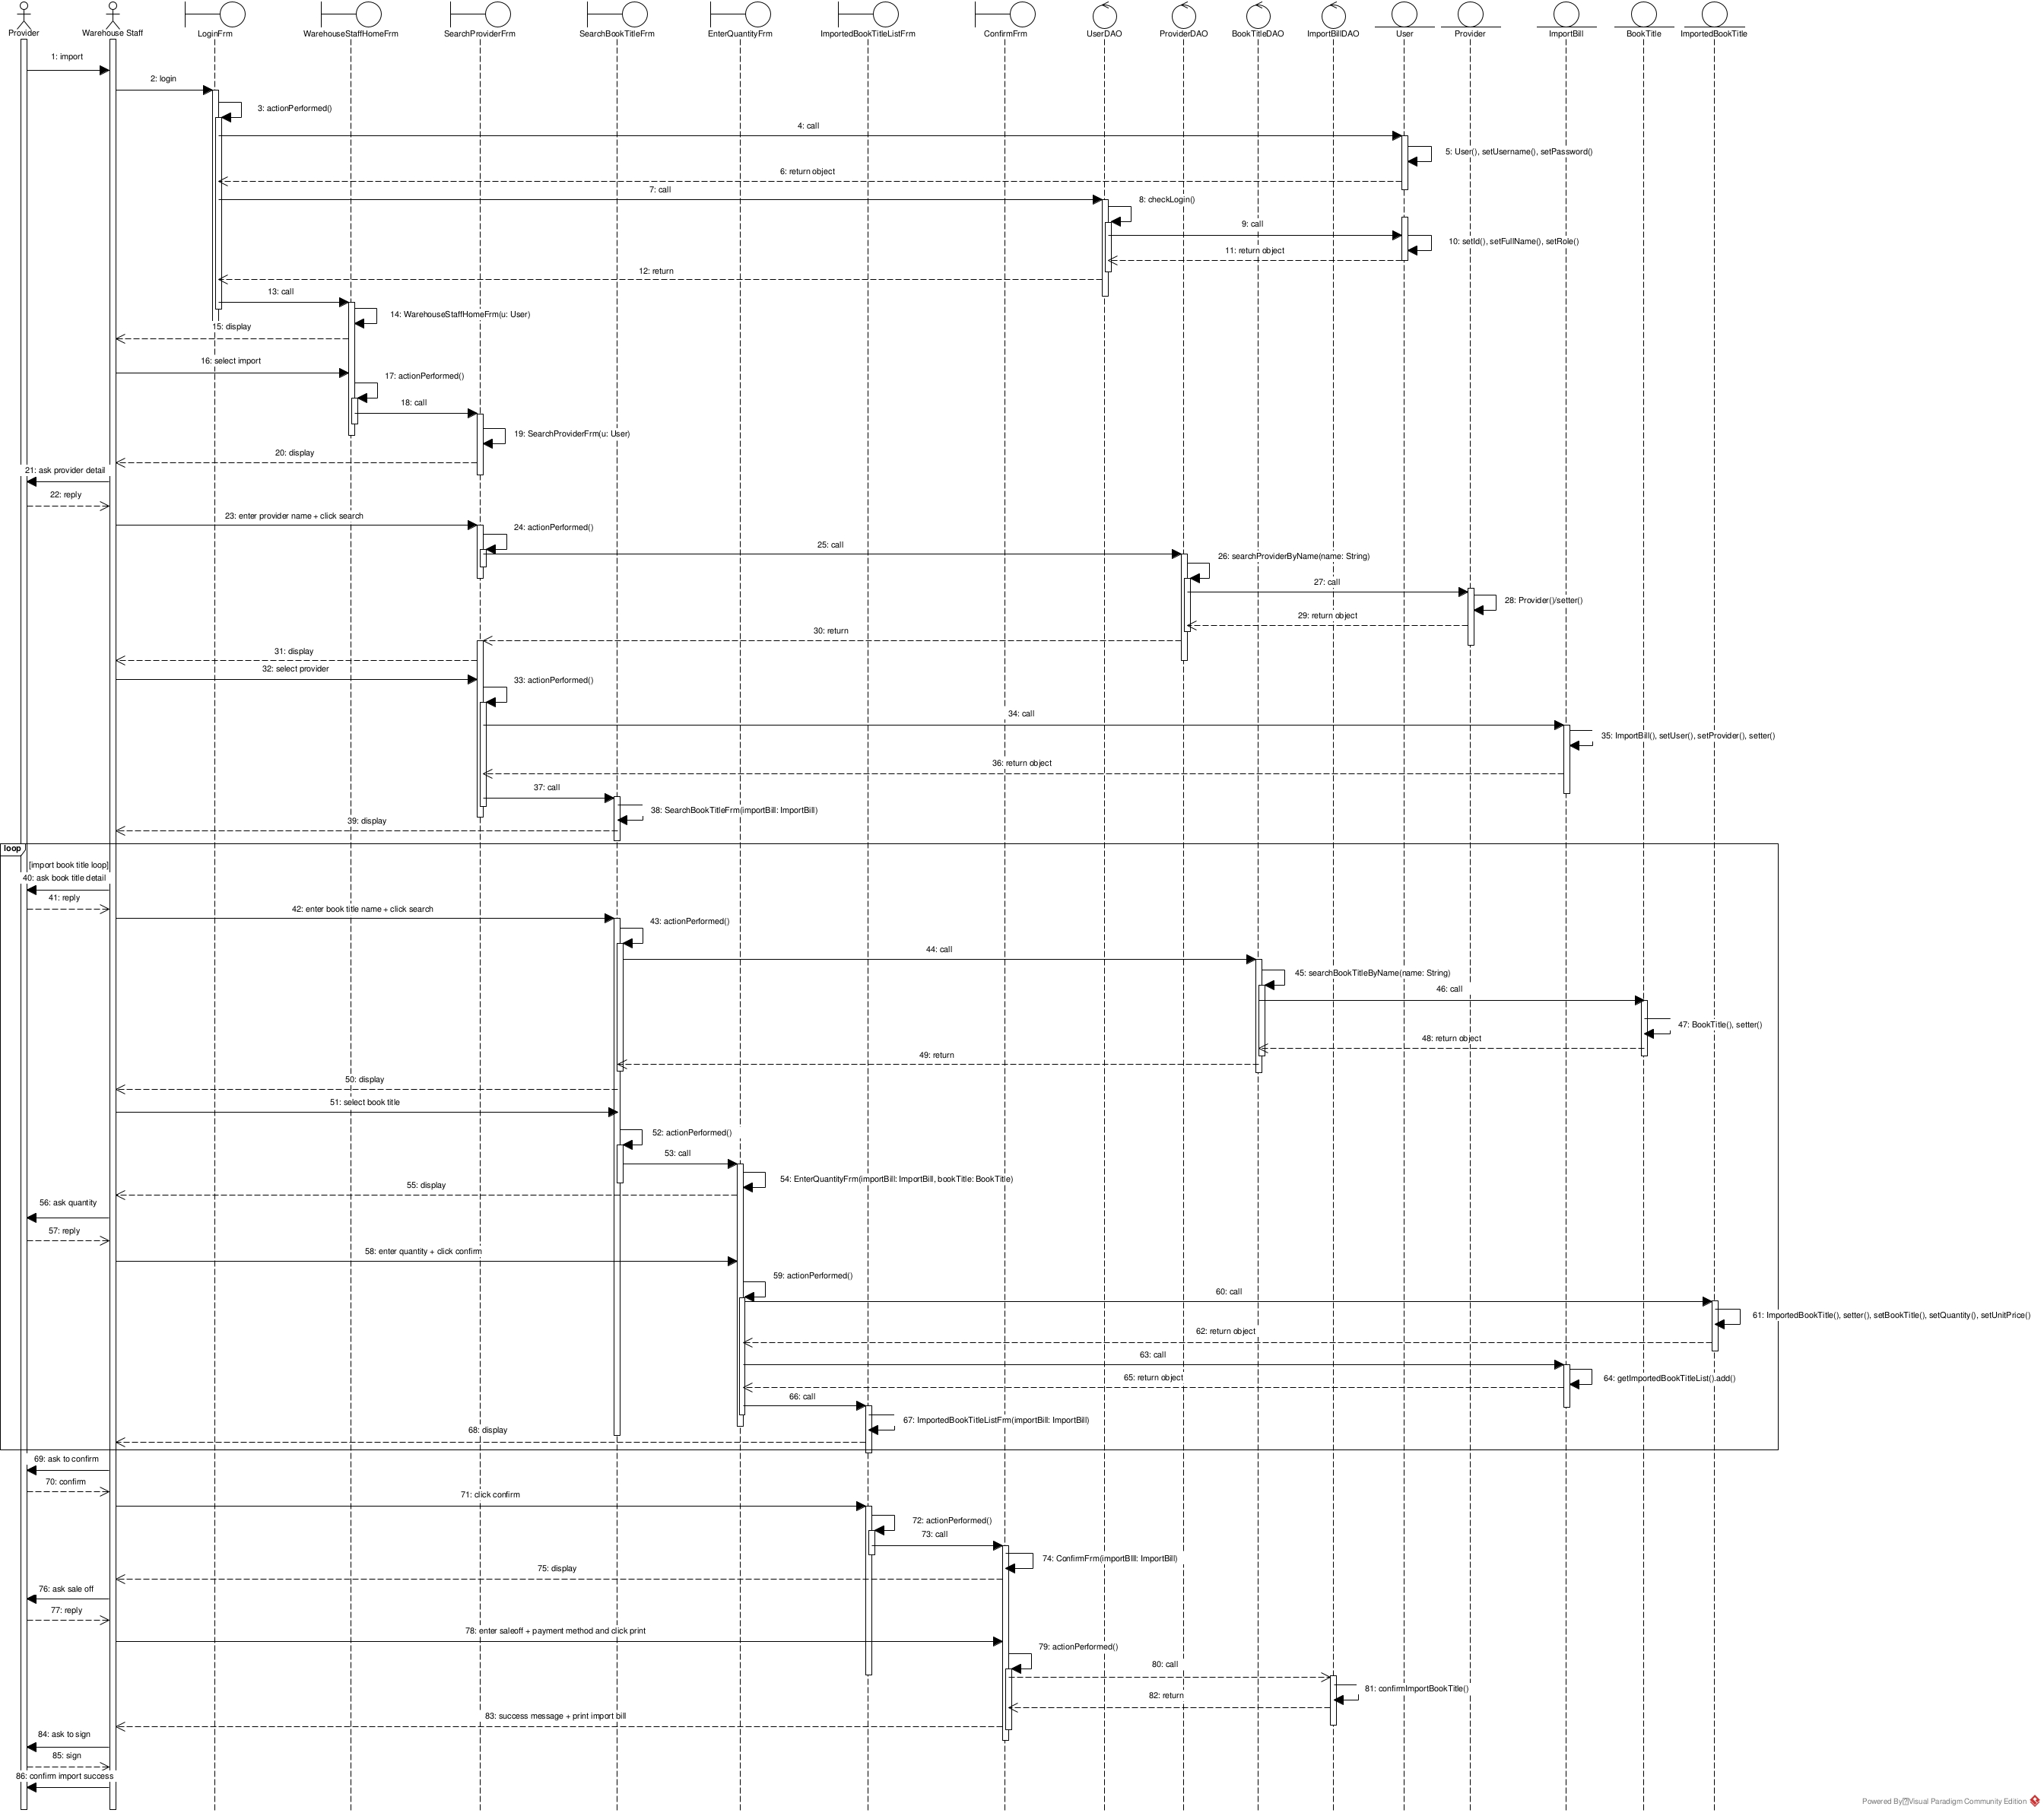 Provider
Warehouse Staff
LoginFrm
WarehouseStaffHomeFrm
SearchProviderFrm
SearchBookTitleFrm
EnterQuantityFrm
ImportedBookTitleListFrm
ConfirmFrm
UserDAO
ProviderDAO
BookTitleDAO
ImportBillDAO
User
Provider
ImportBill
BookTitle
ImportedBookTitle
1: import
2: login
3: actionPerformed()
4: call
5: User(), setUsername(), setPassword()
6: return object
7: call
8: checkLogin()
9: call
10: setId(), setFullName(), setRole()
11: return object
12: return
13: call
14: WarehouseStaffHomeFrm(u: User)
15: display
16: select import
17: actionPerformed()
18: call
19: SearchProviderFrm(u: User)
20: display
21: ask provider detail
22: reply
23: enter provider name + click search
24: actionPerformed()
25: call
26: searchProviderByName(name: String)
27: call
28: Provider()/setter()
29: return object
30: return
31: display
32: select provider
33: actionPerformed()
34: call
35: ImportBill(), setUser(), setProvider(), setter()
36: return object
37: call
38: SearchBookTitleFrm(importBill: ImportBill)
39: display
loop
[import book title loop]
40: ask book title detail
41: reply
42: enter book title name + click search
43: actionPerformed()
44: call
45: searchBookTitleByName(name: String)
46: call
47: BookTitle(), setter()
48: return object
49: return
50: display
51: select book title
52: actionPerformed()
53: call
54: EnterQuantityFrm(importBill: ImportBill, bookTitle: BookTitle)
55: display
56: ask quantity
57: reply
58: enter quantity + click confirm
59: actionPerformed()
60: call
61: ImportedBookTitle(), setter(), setBookTitle(), setQuantity(), setUnitPrice()
62: return object
63: call
64: getImportedBookTitleList().add()
65: return object
66: call
67: ImportedBookTitleListFrm(importBill: ImportBill)
68: display
69: ask to confirm
70: confirm
71: click confirm
72: actionPerformed()
73: call
74: ConfirmFrm(importBIll: ImportBill)
75: display
76: ask sale off
77: reply
78: enter saleoff + payment method and click print
79: actionPerformed()
80: call
81: confirmImportBookTitle()
82: return
83: success message + print import bill
84: ask to sign
85: sign
86: confirm import success
Powered By Visual Paradigm Community Edition